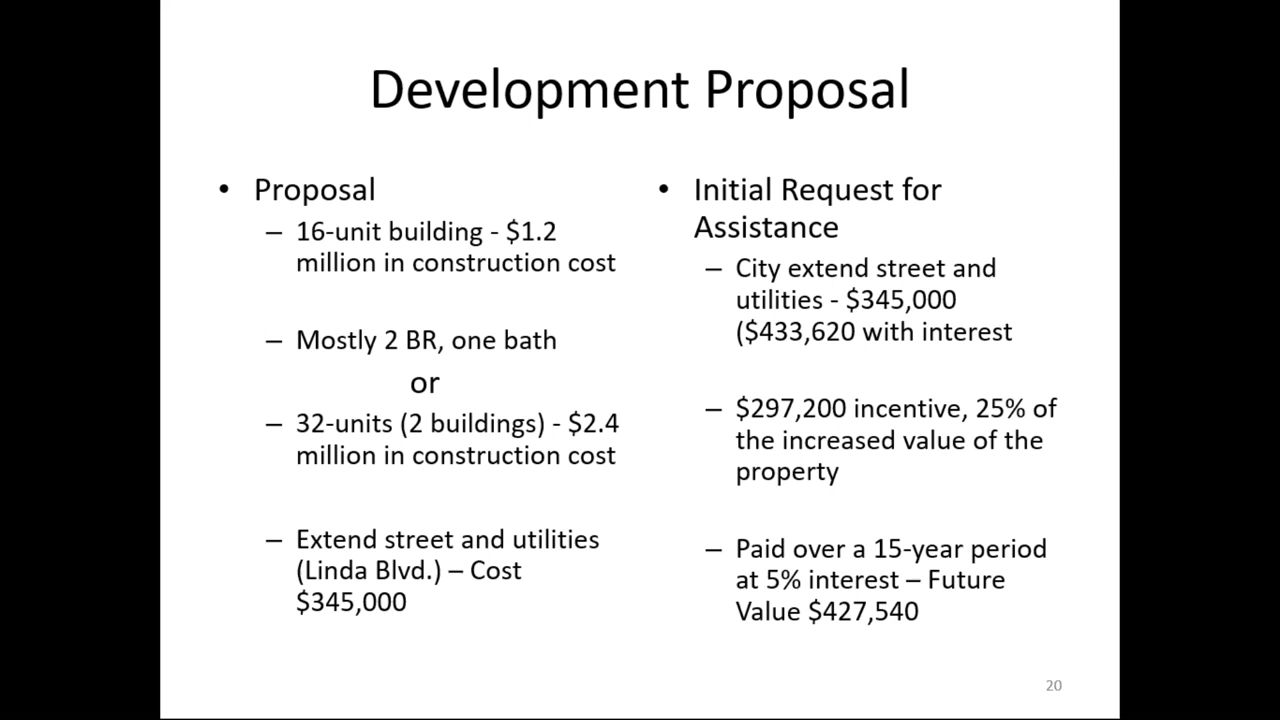 Development Proposal
• Proposal
– 16-unit building - $1.2
million in construction cost
– Mostly 2 BR, one bath
or
– 32-units (2 buildings) - $2.4
million in construction cost
– Extend street and utilities
(Linda Blvd.) – Cost
$345,000
• Initial Request for
Assistance
– City extend street and
utilities - $345,000
($433,620 with interest
– $297,200 incentive, 25% of
the increased value of the
property
– Paid over a 15-year period
at 5% interest – Future
Value $427,540
20